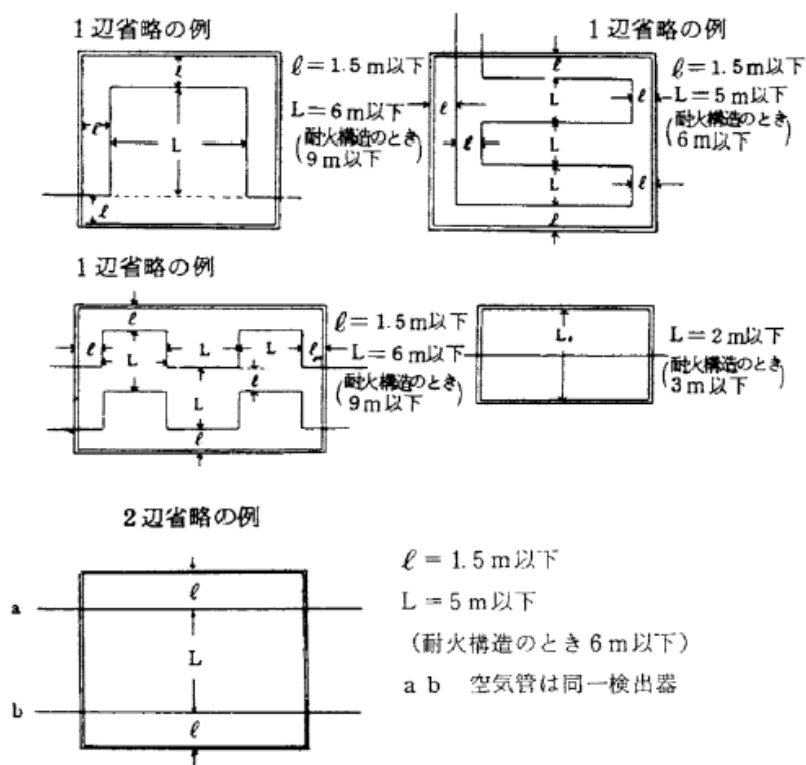 1辺省略の例
ℓ
ℓ
L
ℓ
ℓ=1.5m以下
L=6m以下
(耐火構造のとき
9m以下)
1辺省略の例
ℓ
ℓ
L
ℓ
ℓ
L
L
ℓ
ℓ
ℓ=1.5m以下
L=5m以下
(耐火構造のとき
6m以下)
1辺省略の例
ℓ
ℓ
L
L
L
ℓ
ℓ
L
ℓ
ℓ=1.5m以下
L=6m以下
(耐火構造のとき
9m以下)
L
L=2m以下
(耐火構造のとき
3m以下)
2辺省略の例
a
ℓ
L
b
ℓ
ℓ=1.5m以下
L=5m以下
(耐火構造のとき6m以下)
a b 空気管は同一検出器